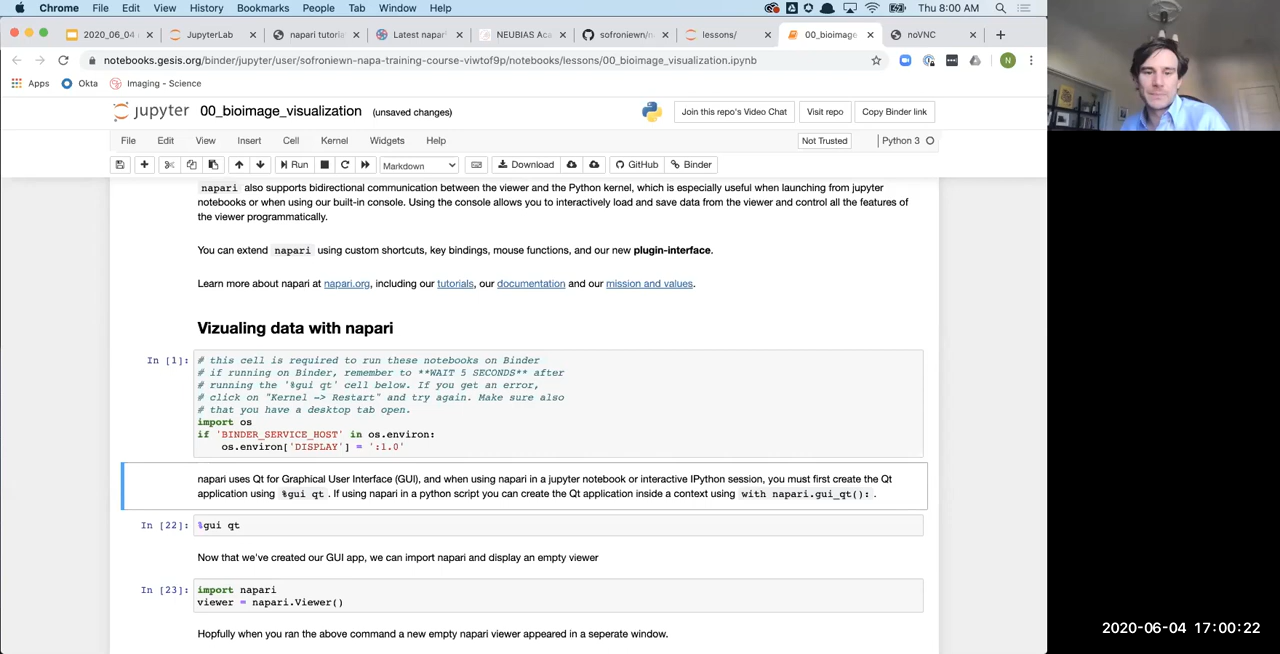 Chrome File Edit View History Bookmarks People Tab Window Help Thu 8:00 AM
2020_06_04 JupyterLab napari tutoria Latest napari NEUBIAS Aca sofroniewn/n lessons/ 00_bioimage noVNC
notebooks.gesis.org/binder/jupyter/user/sofroniewn-napa-training-course-viwtof9p/notebooks/lessons/00_bioimage_visualization.ipynb N
Apps Okta Imaging - Science
jupyter 00_bioimage_visualization (unsaved changes) Join this repo's Video Chat Visit repo Copy Binder link
File Edit View Insert Cell Kernel Widgets Help Not Trusted Python 3
Run Markdown Download GitHub Binder
napari also supports bidirectional communication between the viewer and the Python kernel, which is especially useful when launching from jupyter
notebooks or when using our built-in console. Using the console allows you to interactively load and save data from the viewer and control all the features of
the viewer programmatically.
You can extend napari using custom shortcuts, key bindings, mouse functions, and our new plugin-interface.
Learn more about napari at napari.org, including our tutorials, our documentation and our mission and values.
Vizualing data with napari
In [1]: # this cell is required to run these notebooks on Binder
# if running on Binder, remember to **WAIT 5 SECONDS** after
# running the '%gui qt' cell below. If you get an error,
# click on "Kernel -> Restart" and try again. Make sure also
# that you have a desktop tab open.
import os
if 'BINDER_SERVICE_HOST' in os.environ:
    os.environ['DISPLAY'] = ':1.0'
napari uses Qt for Graphical User Interface (GUI), and when using napari in a jupyter notebook or interactive IPython session, you must first create the Qt
application using %gui qt . If using napari in a python script you can create the Qt application inside a context using with napari.gui_qt(): .
In [22]: %gui qt
Now that we've created our GUI app, we can import napari and display an empty viewer
In [23]: import napari
viewer = napari.Viewer()
Hopefully when you ran the above command a new empty napari viewer appeared in a seperate window.
2020-06-04 17:00:22